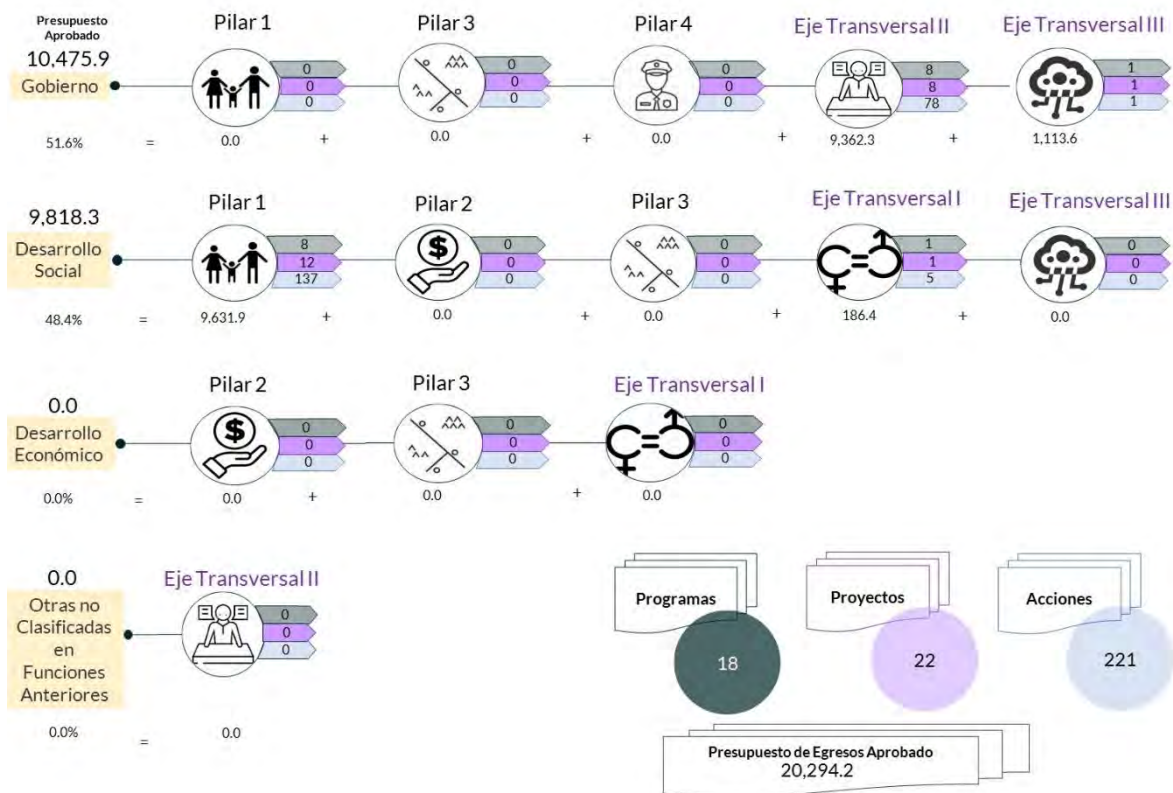 Presupuesto
Aprobado
10,475.9
Gobierno
51.6%
=
Pilar 1
0
0
0
0.0
+
Pilar 3
0
0
0
0.0
+
Pilar 4
0
0
0
0.0
+
Eje Transversal II
8
8
78
9,362.3
+
Eje Transversal III
1
1
1
1,113.6
9,818.3
Desarrollo
Social
48.4%
=
Pilar 1
8
12
137
9,631.9
+
Pilar 2
$
0
0
0
0.0
+
Pilar 3
0
0
0
0.0
+
Eje Transversal I
1
1
5
186.4
+
Eje Transversal III
0
0
0
0.0
0.0
Desarrollo
Económico
0.0%
=
Pilar 2
$
0
0
0
0.0
+
Pilar 3
0
0
0
0.0
+
Eje Transversal I
0
0
0
0.0
0.0
Otras no
Clasificadas
en
Funciones
Anteriores
0.0%
=
Eje Transversal II
0
0
0
0.0
Programas
18
Proyectos
22
Acciones
221
Presupuesto de Egresos Aprobado
20,294.2